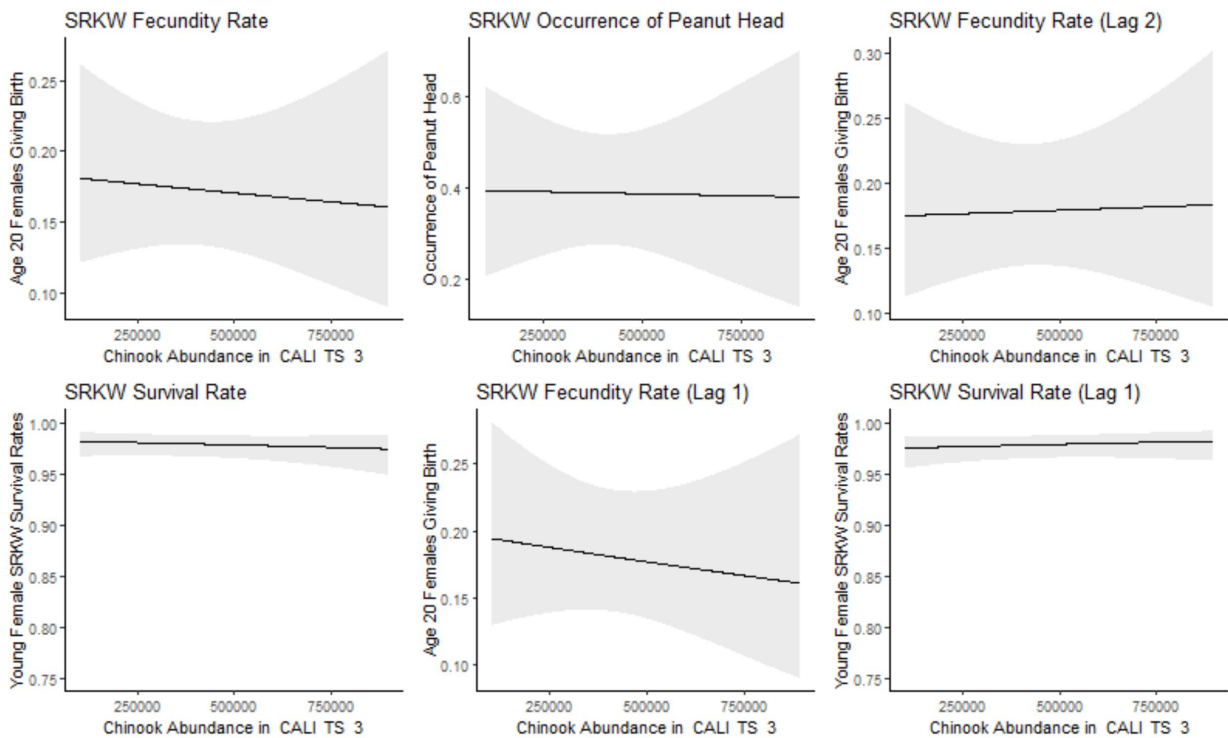 SRKW Fecundity Rate
Age 20 Females Giving Birth
0.25
0.20
0.15
0.10
250000 500000 750000
Chinook Abundance in CALI TS 3
SRKW Occurrence of Peanut Head
Occurrence of Peanut Head
0.6
0.4
0.2
250000 500000 750000
Chinook Abundance in CALI TS 3
SRKW Fecundity Rate (Lag 2)
Age 20 Females Giving Birth
0.30
0.25
0.20
0.15
0.10
250000 500000 750000
Chinook Abundance in CALI TS 3
SRKW Survival Rate
Young Female SRKW Survival Rates
1.00
0.95
0.90
0.85
0.80
0.75
250000 500000 750000
Chinook Abundance in CALI TS 3
SRKW Fecundity Rate (Lag 1)
Age 20 Females Giving Birth
0.25
0.20
0.15
0.10
250000 500000 750000
Chinook Abundance in CALI TS 3
SRKW Survival Rate (Lag 1)
Young Female SRKW Survival Rates
1.00
0.95
0.90
0.85
0.80
0.75
250000 500000 750000
Chinook Abundance in CALI TS 3